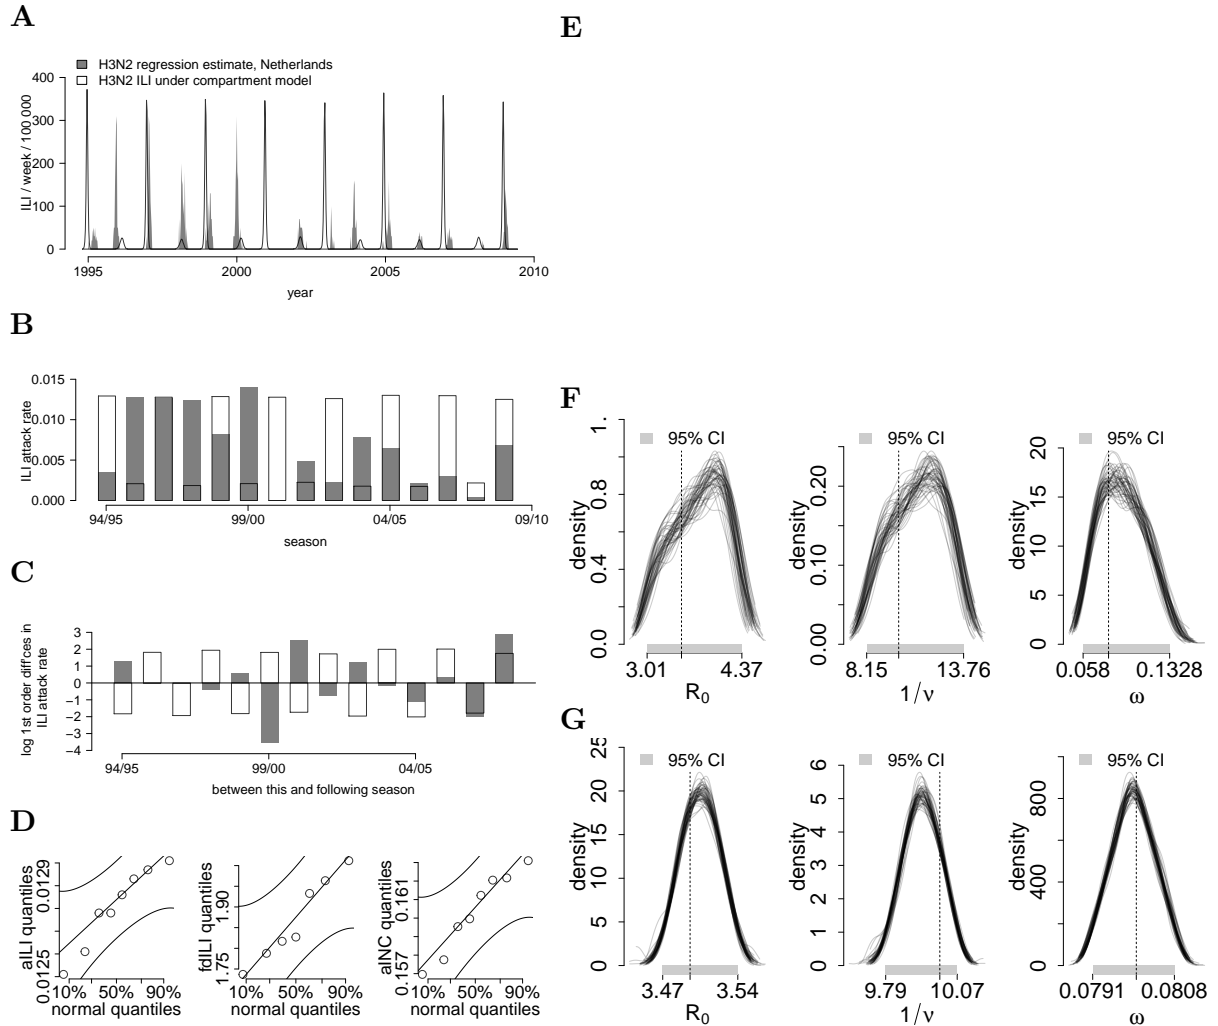 A
H3N2 regression estimate, Netherlands
H3N2 ILI under compartment model
ILI / week / 100,000
400
300
200
100
0
1995
2000
2005
2010
year
B
ILI attack rate
0.015
0.010
0.005
0.000
94/95
99/00
04/05
09/10
season
C
log 1st order diffces in
ILI attack rate
3
2
1
0
−1
−2
−3
−4
94/95
99/00
04/05
between this and following season
D
aILI quantiles
0.0129
0.0125
10%
50%
90%
normal quantiles
fdILI quantiles
1.90
1.75
10%
50%
90%
normal quantiles
aINC quantiles
0.161
0.157
10%
50%
90%
normal quantiles
E
F
95% CI
density
1.
0.8
0.4
0.0
3.01
4.37
R0
95% CI
density
0.20
0.10
0.00
8.15
13.76
1/ν
95% CI
density
20
15
10
5
0
0.058
0.1328
ω
G
95% CI
density
25
20
15
10
5
0
3.47
3.54
R0
95% CI
density
6
5
4
3
2
1
0
9.79
10.07
1/ν
95% CI
density
800
400
0
0.0791
0.0808
ω